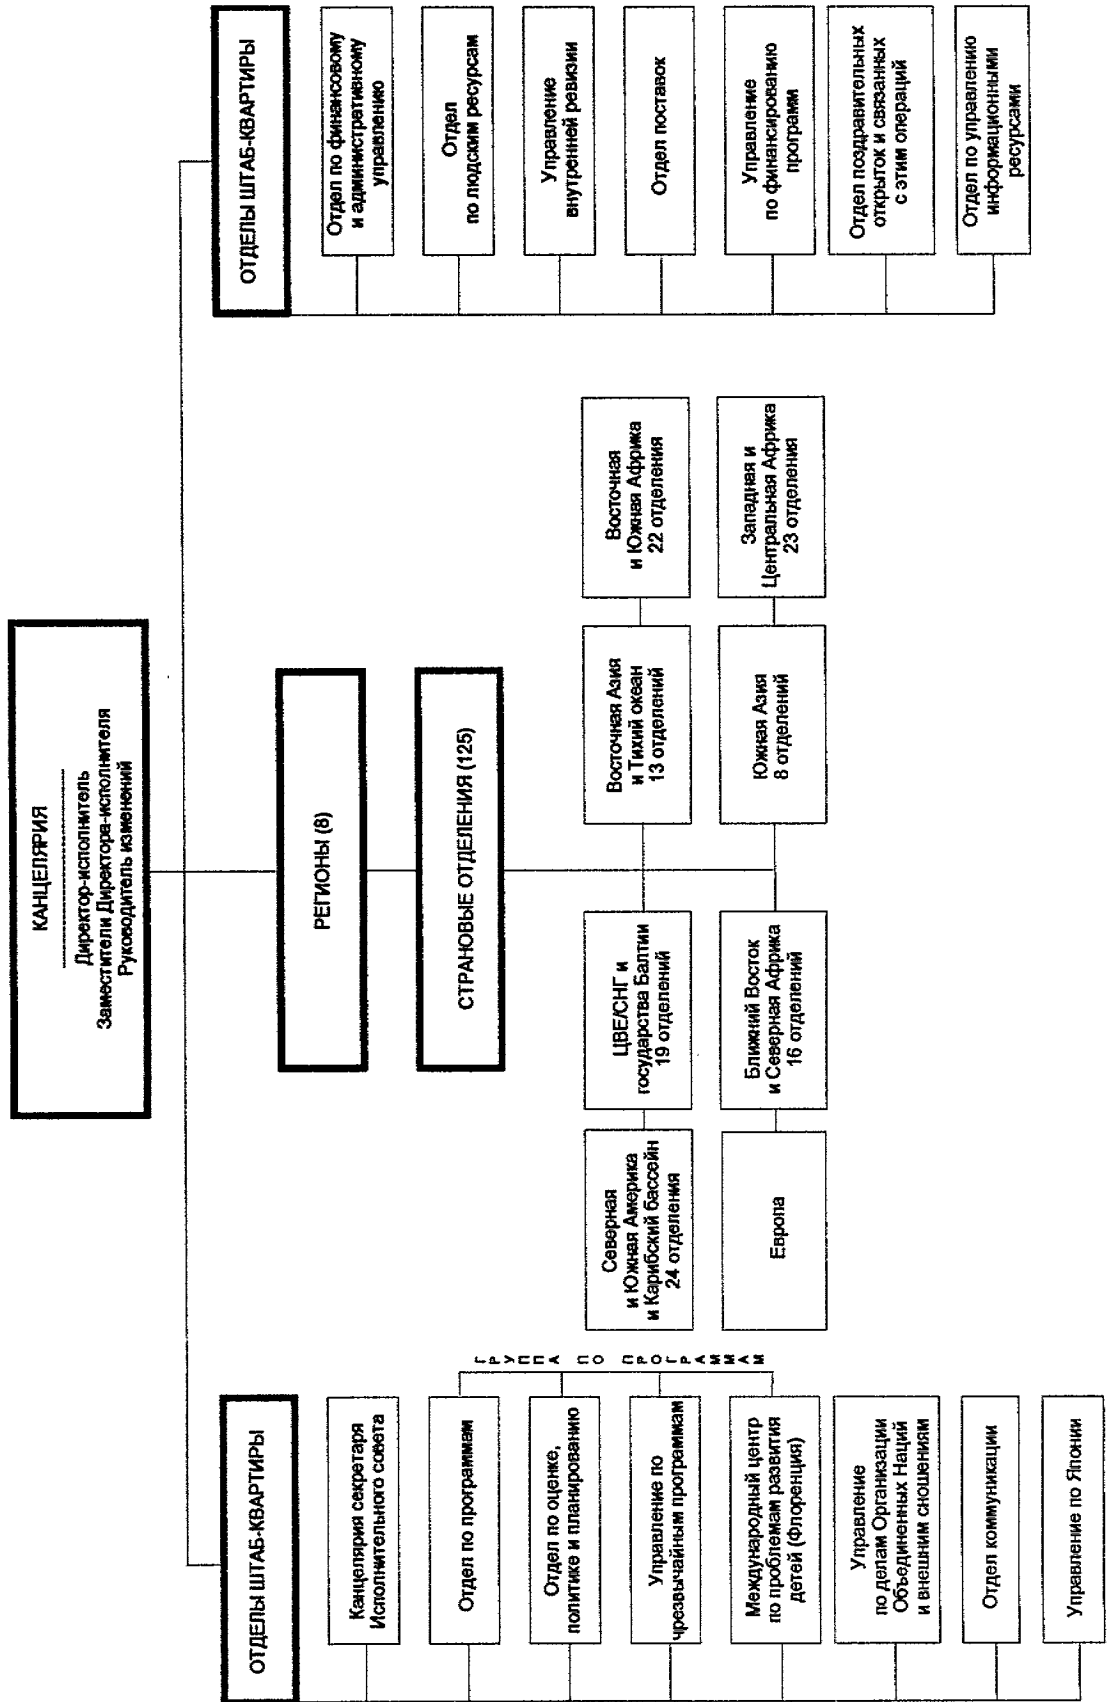 КАНЦЕЛЯРИЯ
Директор-исполнитель
Заместители Директора-исполнителя
Руководитель изменений
ОТДЕЛЫ ШТАБ-КВАРТИРЫ
Канцелярия секретаря
Исполнительного совета
Отдел по программам
Отдел по оценке,
политике и планированию
Управление по
чрезвычайным программам
Международный центр
по проблемам развития
детей (Флоренция)
Управление
по делам Организации
Объединенных Наций
и внешним сношениям
Отдел коммуникации
Управление по Японии
ГРУППА ПО ПРОГРАММАМ
РЕГИОНЫ (8)
СТРАНОВЫЕ ОТДЕЛЕНИЯ (125)
Северная
и Южная Америка
и Карибский бассейн
24 отделения
ЦВЕ/СНГ и
государства Балтии
19 отделений
Восточная Азия
и Тихий океан
13 отделений
Восточная
и Южная Африка
22 отделения
Европа
Ближний Восток
и Северная Африка
16 отделений
Южная Азия
8 отделений
Западная и
Центральная Африка
23 отделения
ОТДЕЛЫ ШТАБ-КВАРТИРЫ
Отдел по финансовому
и административному
управлению
Отдел
по людским ресурсам
Управление
внутренней ревизии
Отдел поставок
Управление
по финансированию
программ
Отдел поздравительных
открыток и связанных
с этим операций
Отдел по управлению
информационными
ресурсами